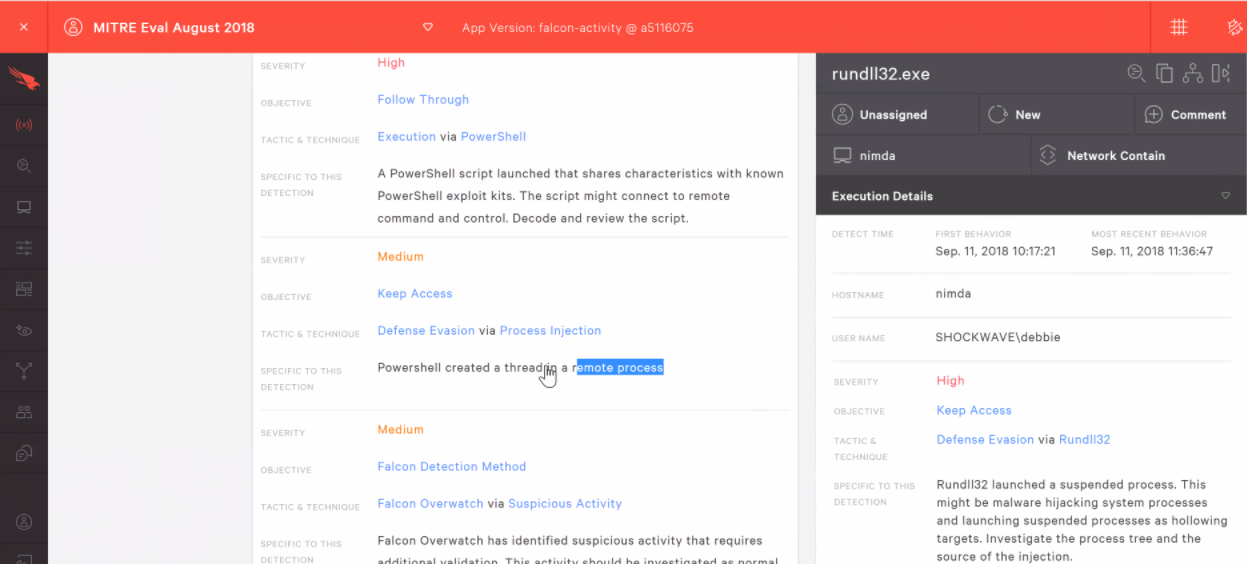 MITRE Eval August 2018
App Version: falcon-activity @ a5116075
SEVERITY
High
OBJECTIVE
Follow Through
TACTIC & TECHNIQUE
Execution via PowerShell
SPECIFIC TO THIS
DETECTION
A PowerShell script launched that shares characteristics with known
PowerShell exploit kits. The script might connect to remote
command and control. Decode and review the script.
SEVERITY
Medium
OBJECTIVE
Keep Access
TACTIC & TECHNIQUE
Defense Evasion via Process Injection
SPECIFIC TO THIS
DETECTION
Powershell created a thread in a remote process
SEVERITY
Medium
OBJECTIVE
Falcon Detection Method
TACTIC & TECHNIQUE
Falcon Overwatch via Suspicious Activity
SPECIFIC TO THIS
DETECTION
Falcon Overwatch has identified suspicious activity that requires
additional validation. This activity should be investigated as normal
rundll32.exe
Unassigned
New
Comment
nimda
Network Contain
Execution Details
DETECT TIME
FIRST BEHAVIOR
Sep. 11, 2018 10:17:21
MOST RECENT BEHAVIOR
Sep. 11, 2018 11:36:47
HOSTNAME
nimda
USER NAME
SHOCKWAVE\debbie
SEVERITY
High
OBJECTIVE
Keep Access
TACTIC &
TECHNIQUE
Defense Evasion via Rundll32
SPECIFIC TO THIS
DETECTION
Rundll32 launched a suspended process. This
might be malware hijacking system processes
and launching suspended processes as hollowing
targets. Investigate the process tree and the
source of the injection.